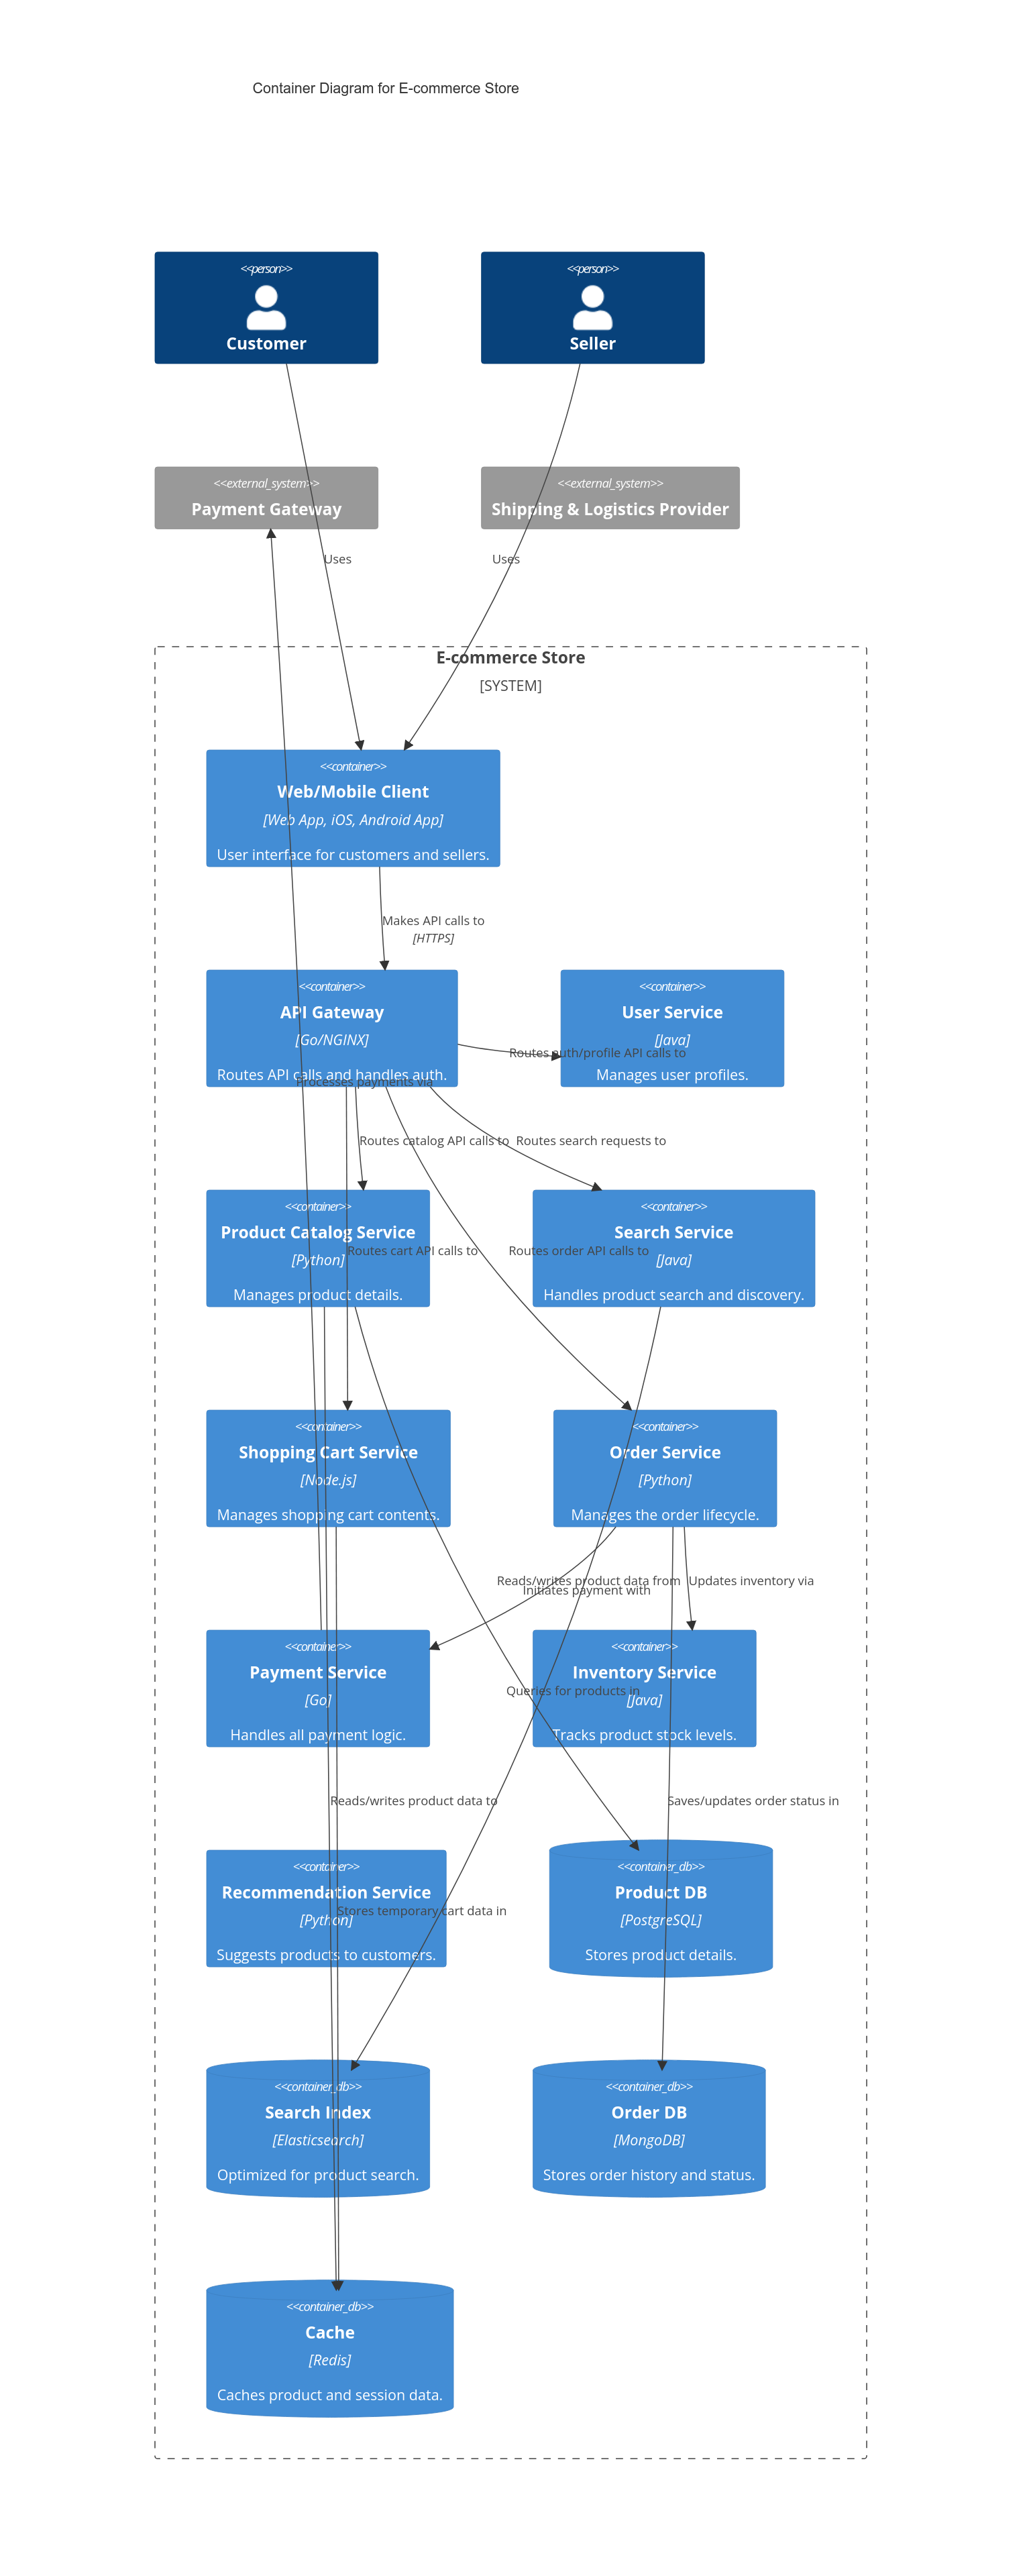 Container Diagram for E-commerce Store
<<person>>
Customer
<<person>>
Seller
<<external_system>>
Payment Gateway
<<external_system>>
Shipping & Logistics Provider
Uses
Uses
E-commerce Store
[SYSTEM]
<<container>>
Web/Mobile Client
[Web App, iOS, Android App]
User interface for customers and sellers.
Makes API calls to
[HTTPS]
<<container>>
API Gateway
[Go/NGINX]
Routes API calls and handles auth.
<<container>>
User Service
[Java]
Manages user profiles.
Routes auth/profile API calls to
Processes payments via
Routes catalog API calls to
Routes search requests to
<<container>>
Product Catalog Service
[Python]
Manages product details.
<<container>>
Search Service
[Java]
Handles product search and discovery.
Routes cart API calls to
Routes order API calls to
<<container>>
Shopping Cart Service
[Node.js]
Manages shopping cart contents.
<<container>>
Order Service
[Python]
Manages the order lifecycle.
Reads/writes product data from
Initiates payment with
Updates inventory via
<<container>>
Payment Service
[Go]
Handles all payment logic.
<<container>>
Inventory Service
[Java]
Tracks product stock levels.
Queries for products in
Reads/writes product data to
Saves/updates order status in
<<container>>
Recommendation Service
[Python]
Suggests products to customers.
Stores temporary cart data in
<<container_db>>
Product DB
[PostgreSQL]
Stores product details.
<<container_db>>
Search Index
[Elasticsearch]
Optimized for product search.
<<container_db>>
Order DB
[MongoDB]
Stores order history and status.
<<container_db>>
Cache
[Redis]
Caches product and session data.